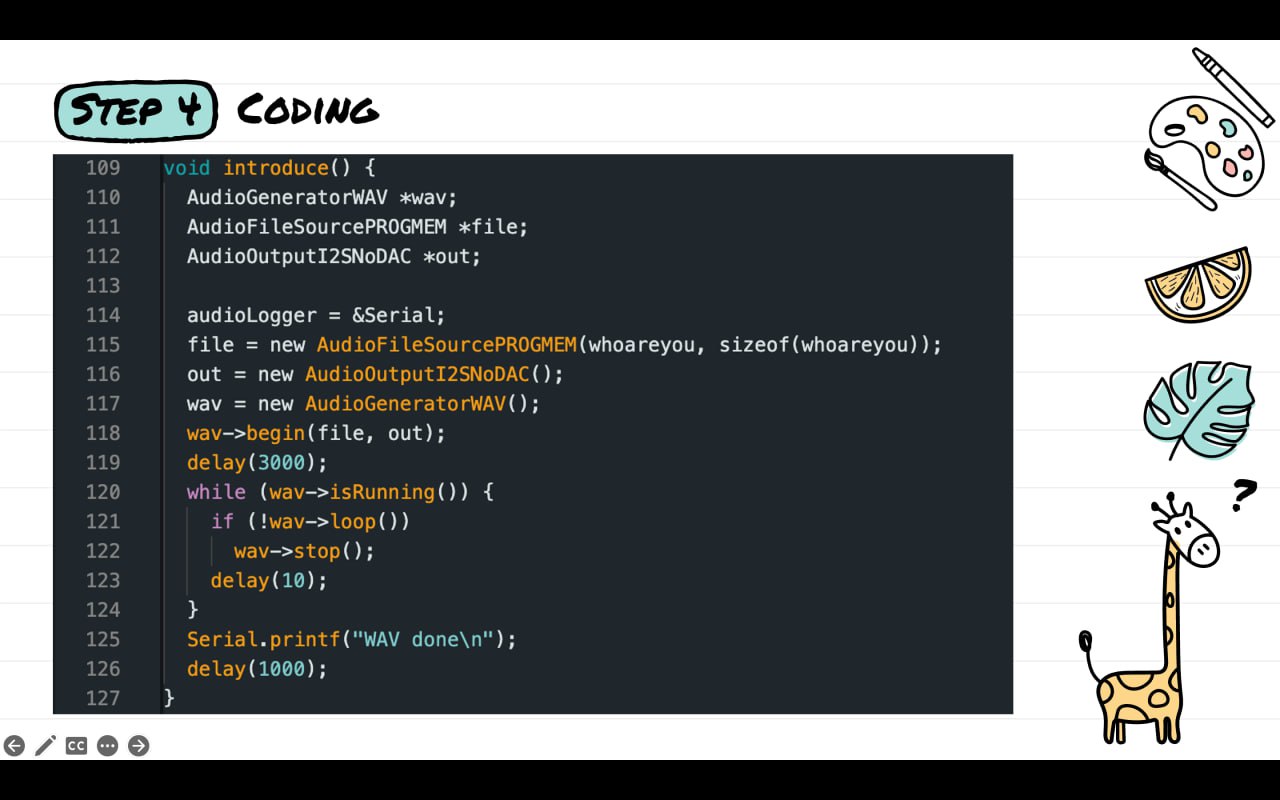 STEP 4 CODING
109 void introduce() {
110   AudioGeneratorWAV *wav;
111   AudioFileSourcePROGMEM *file;
112   AudioOutputI2SNoDAC *out;
113
114   audioLogger = &Serial;
115   file = new AudioFileSourcePROGMEM(whoareyou, sizeof(whoareyou));
116   out = new AudioOutputI2SNoDAC();
117   wav = new AudioGeneratorWAV();
118   wav->begin(file, out);
119   delay(3000);
120   while (wav->isRunning()) {
121     if (!wav->loop())
122       wav->stop();
123     delay(10);
124   }
125   Serial.printf("WAV done\n");
126   delay(1000);
127 }
?
CC